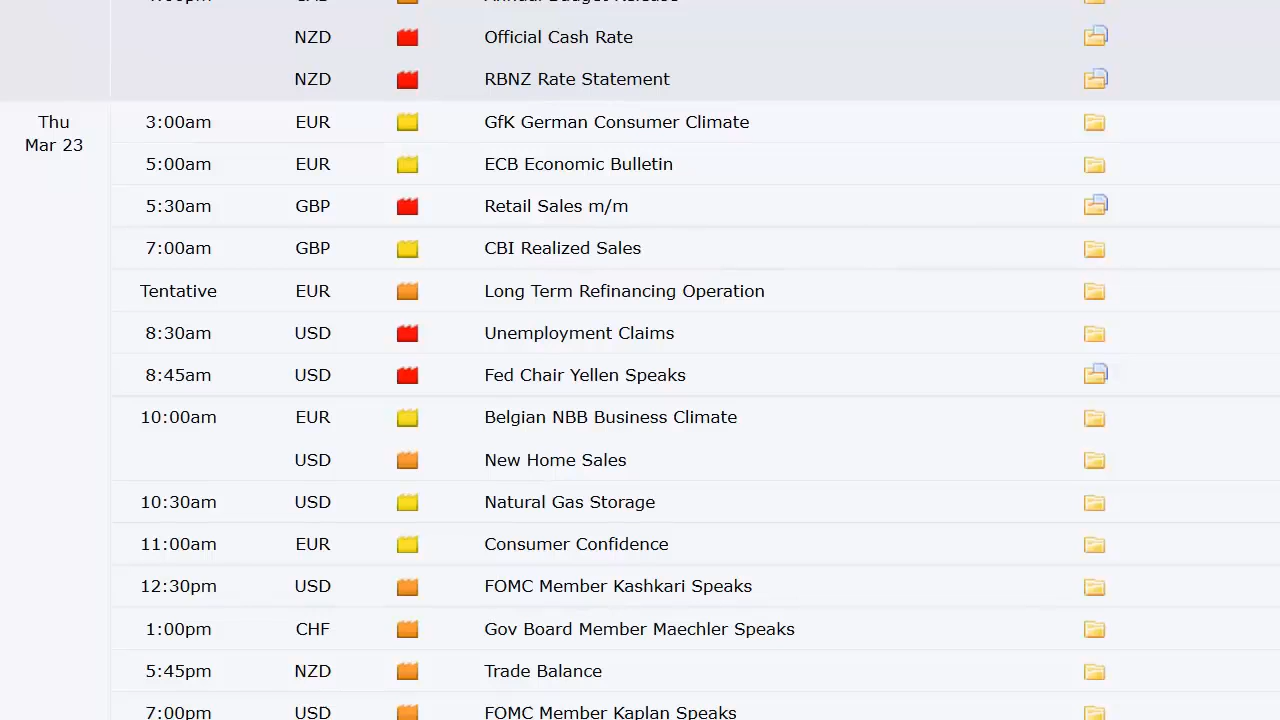 NZD Official Cash Rate
NZD RBNZ Rate Statement
Thu
Mar 23
3:00am EUR GfK German Consumer Climate
5:00am EUR ECB Economic Bulletin
5:30am GBP Retail Sales m/m
7:00am GBP CBI Realized Sales
Tentative EUR Long Term Refinancing Operation
8:30am USD Unemployment Claims
8:45am USD Fed Chair Yellen Speaks
10:00am EUR Belgian NBB Business Climate
USD New Home Sales
10:30am USD Natural Gas Storage
11:00am EUR Consumer Confidence
12:30pm USD FOMC Member Kashkari Speaks
1:00pm CHF Gov Board Member Maechler Speaks
5:45pm NZD Trade Balance
7:00pm USD FOMC Member Kaplan Speaks